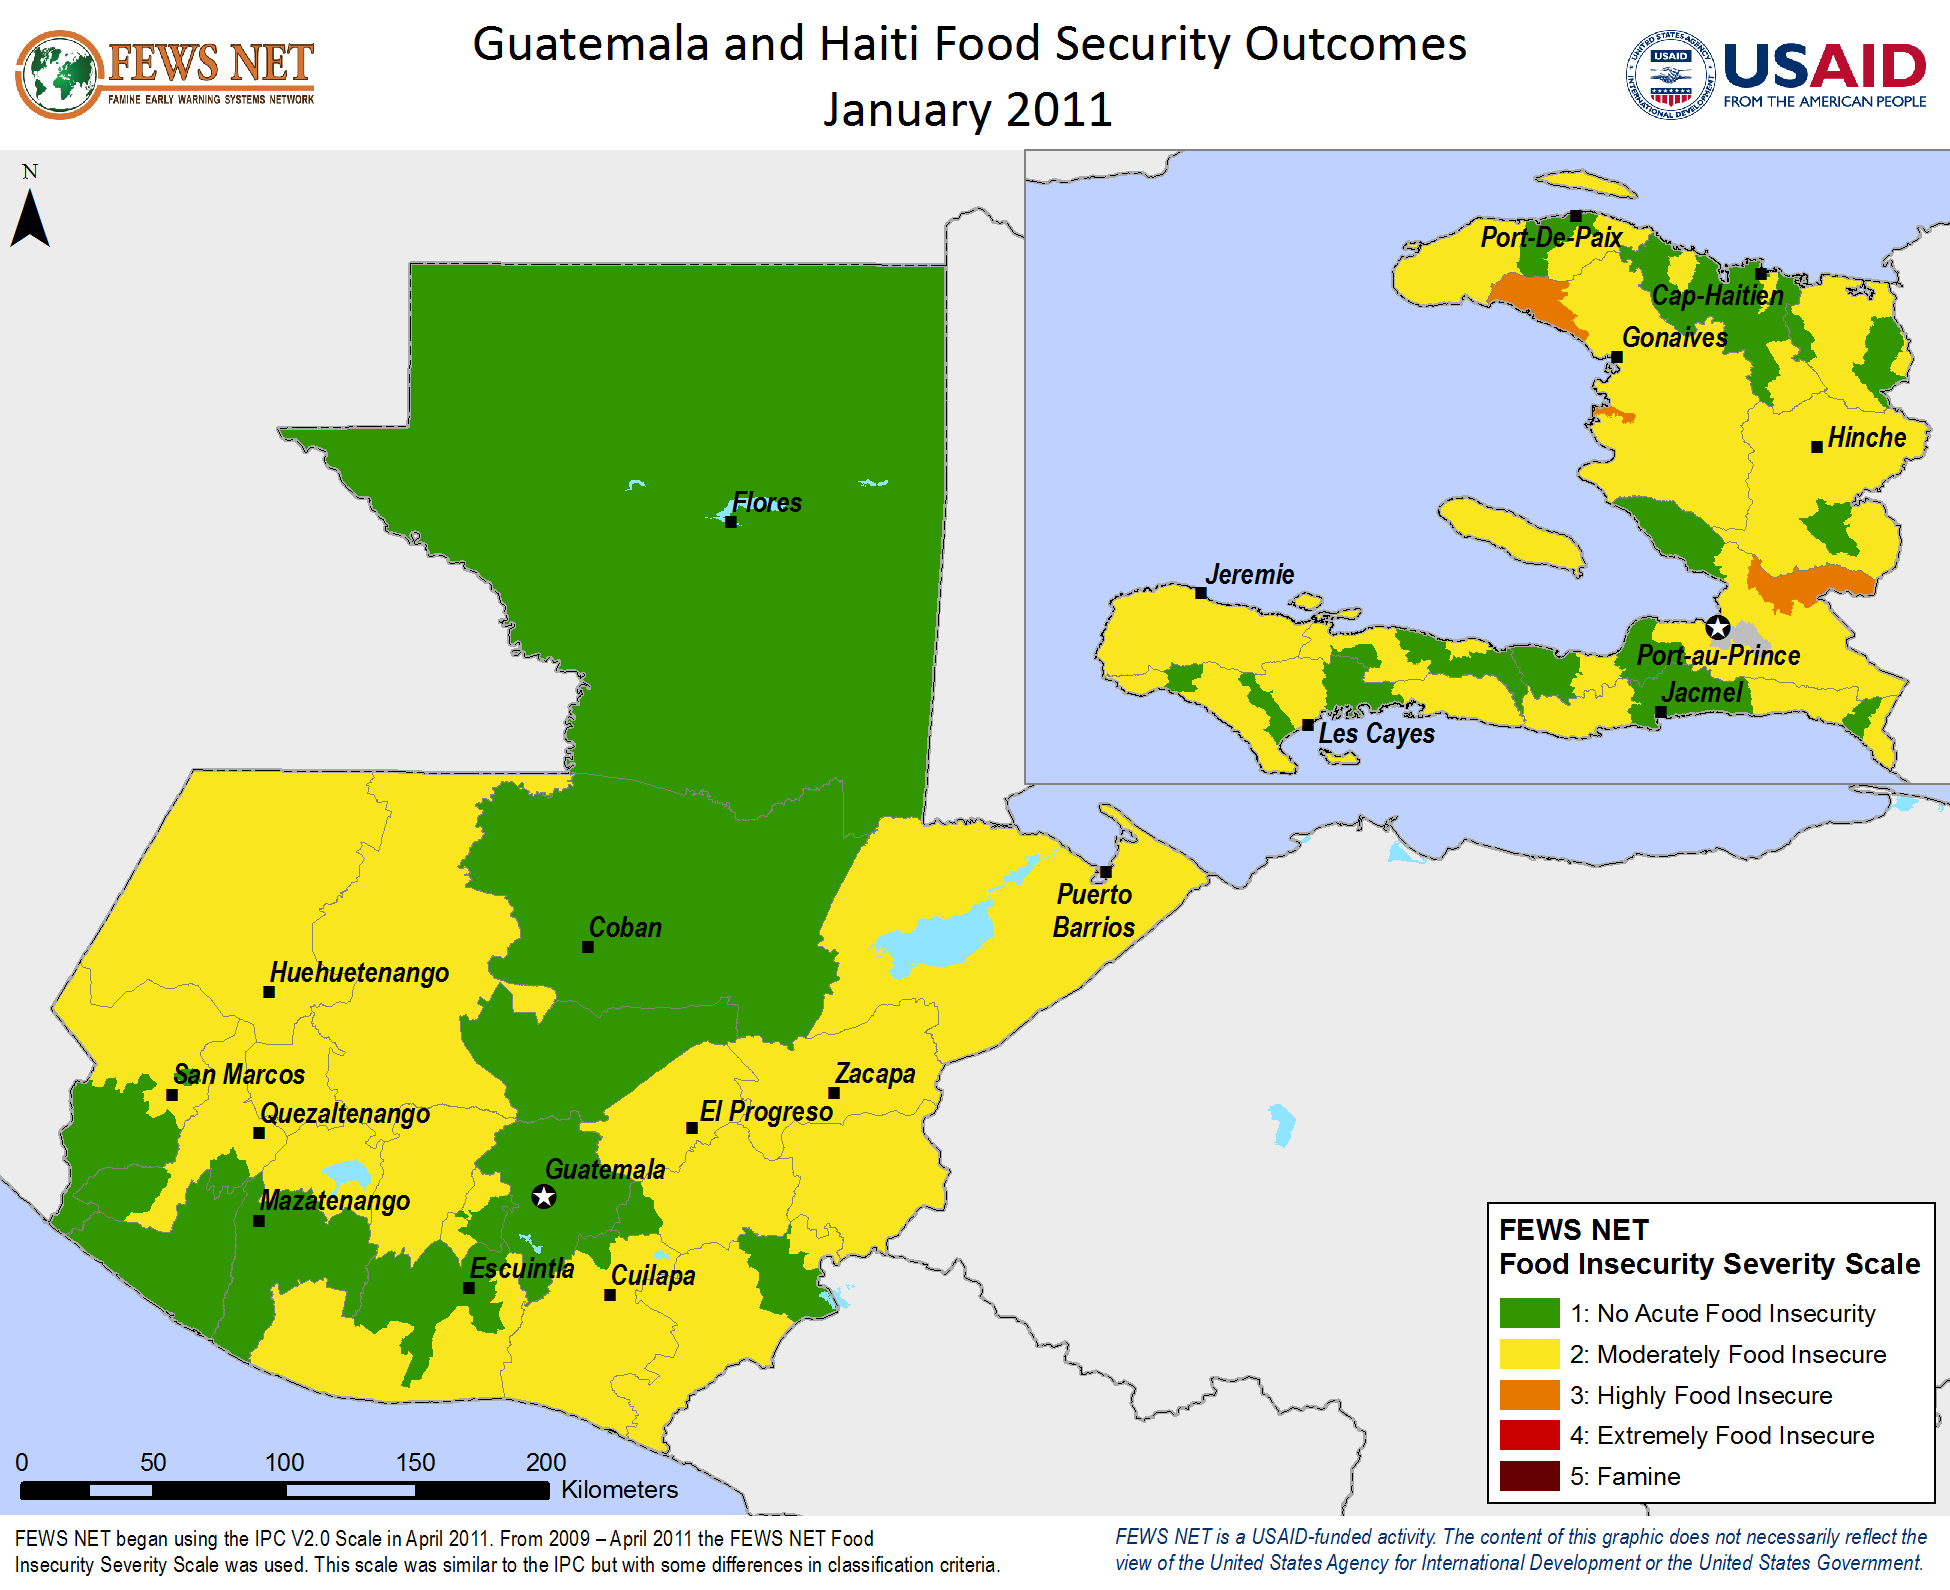 FEWS NET
FAMINE EARLY WARNING SYSTEMS NETWORK
Guatemala and Haiti Food Security Outcomes
January 2011
UNITED STATES AGENCY
USAID
INTERNATIONAL DEVELOPMENT
USAID
FROM THE AMERICAN PEOPLE
N
Port-De-Paix
Cap-Haitien
Gonaives
Hinche
Jeremie
Port-au-Prince
Jacmel
Les Cayes
Flores
Puerto
Barrios
Coban
Huehuetenango
San Marcos
Zacapa
Quezaltenango
El Progreso
Guatemala
Mazatenango
Escuintla
Cuilapa
FEWS NET
Food Insecurity Severity Scale
1: No Acute Food Insecurity
2: Moderately Food Insecure
3: Highly Food Insecure
4: Extremely Food Insecure
5: Famine
0 50 100 150 200
Kilometers
FEWS NET began using the IPC V2.0 Scale in April 2011. From 2009 – April 2011 the FEWS NET Food
Insecurity Severity Scale was used. This scale was similar to the IPC but with some differences in classification criteria.
FEWS NET is a USAID-funded activity. The content of this graphic does not necessarily reflect the
view of the United States Agency for International Development or the United States Government.